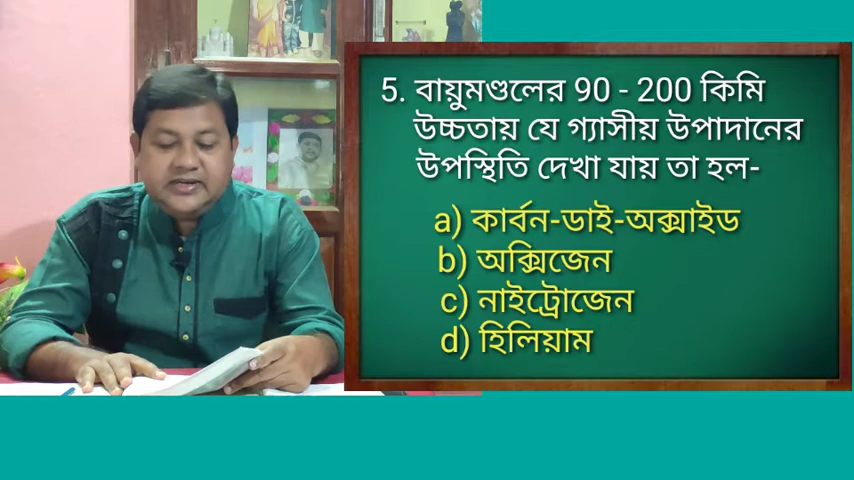 5. বায়ুমণ্ডলের 90 - 200 কিমি
উচ্চতায় যে গ্যাসীয় উপাদানের
উপস্থিতি দেখা যায় তা হল-
a) কার্বন-ডাই-অক্সাইড
b) অক্সিজেন
c) নাইট্রোজেন
d) হিলিয়াম